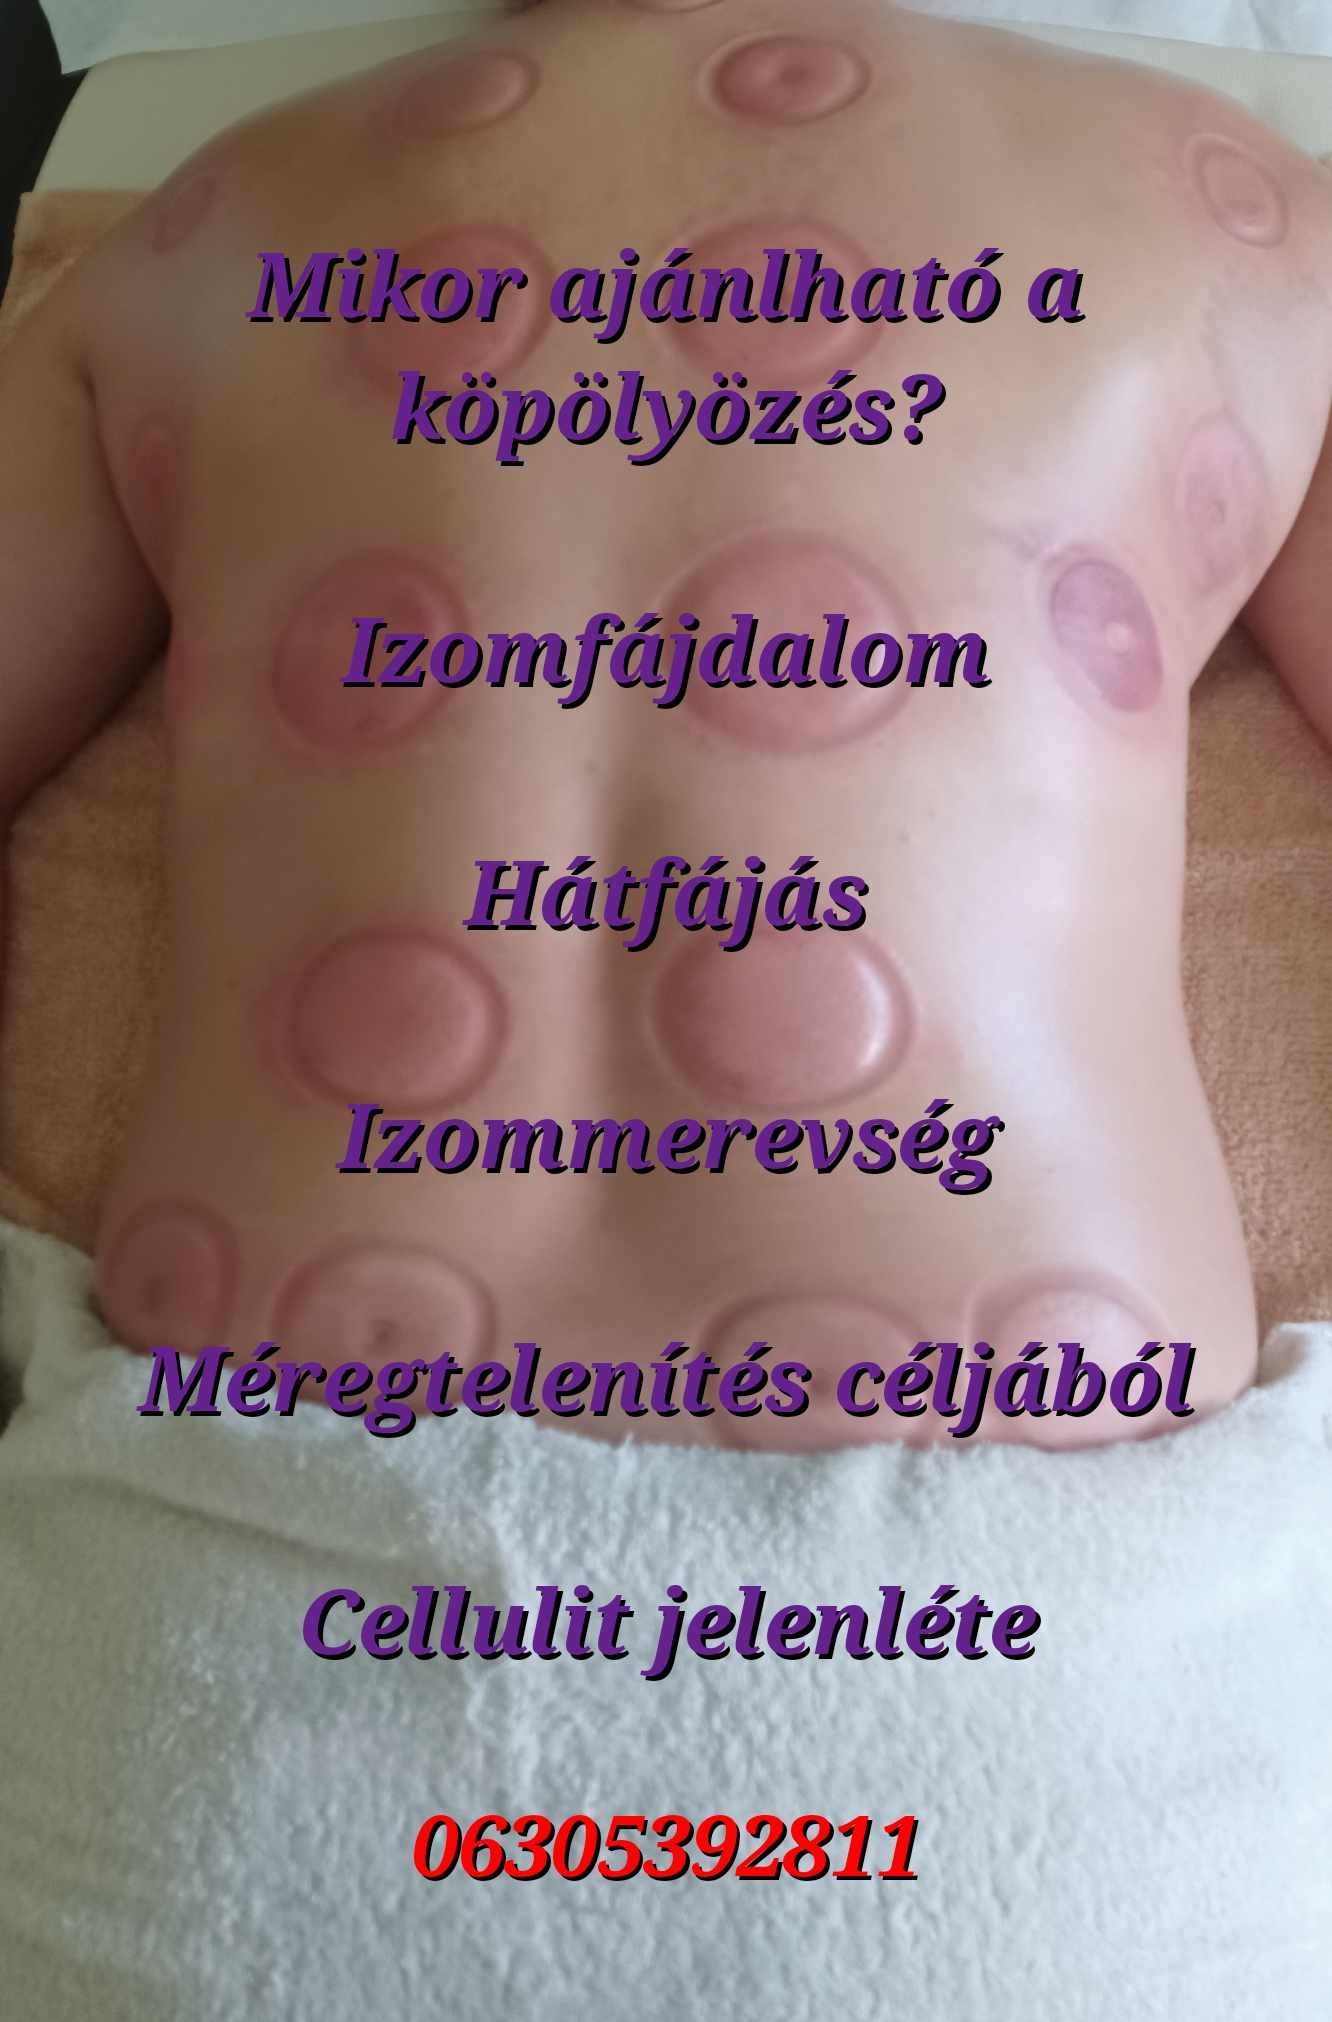 Mikor ajánlható a
köpölyözés?
Izomfájdalom
Hátfájás
Izommerevség
Méregtelenítés céljából
Cellulit jelenléte
06305392811